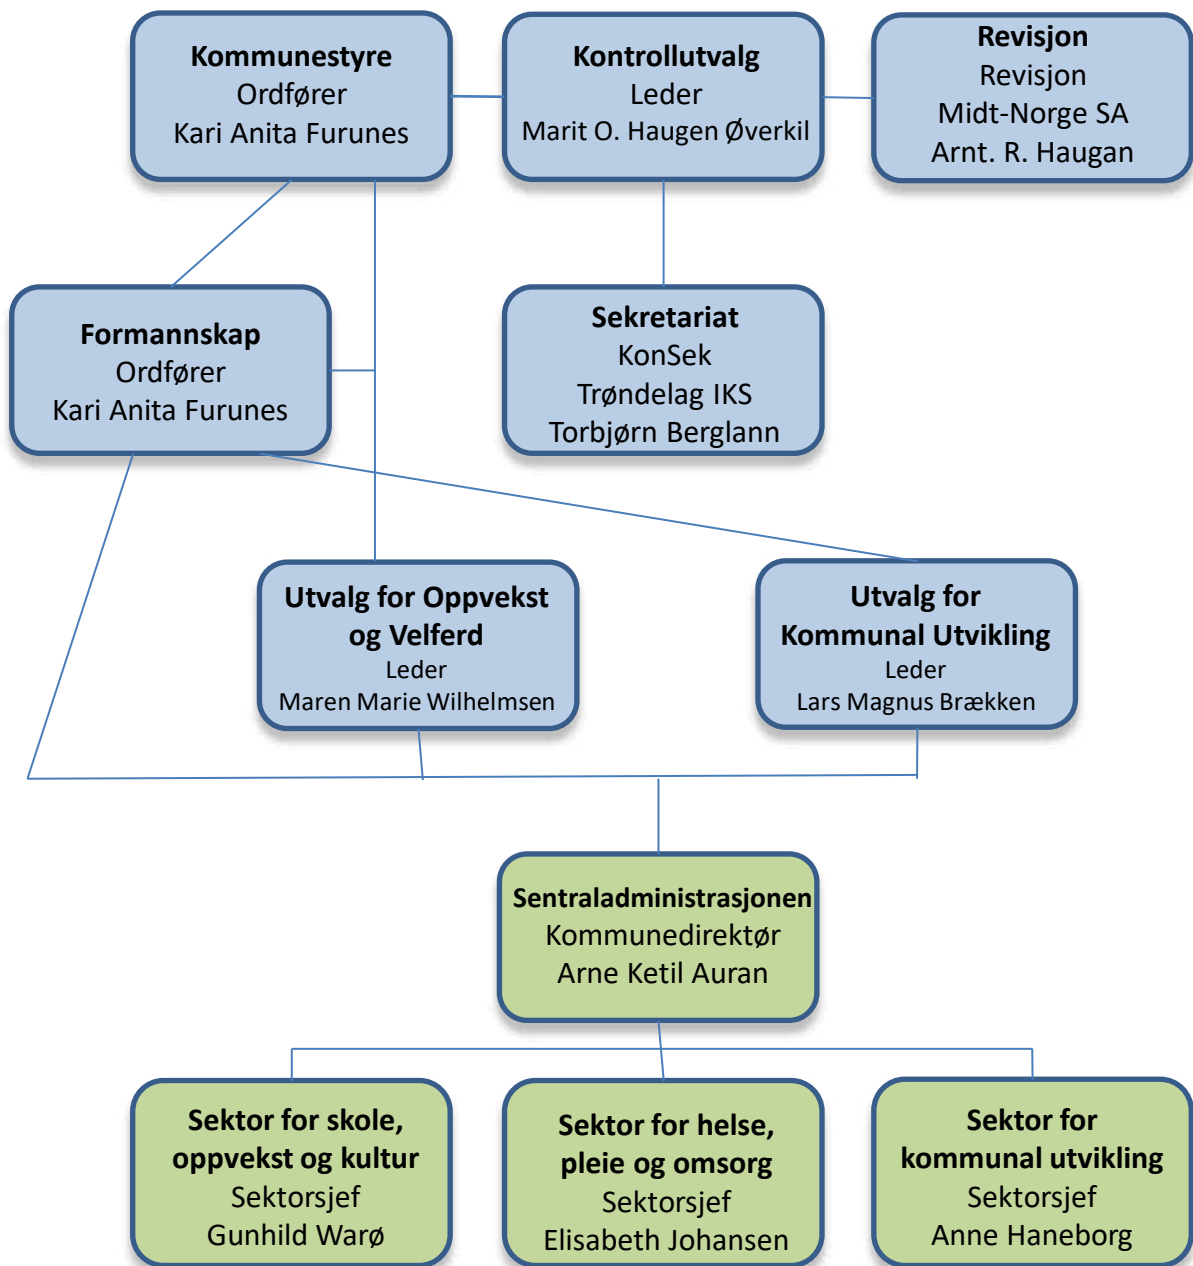 Kommunestyre
Ordfører
Kari Anita Furunes
Kontrollutvalg
Leder
Marit O. Haugen Øverkil
Revisjon
Revisjon
Midt-Norge SA
Arnt. R. Haugan
Formannskap
Ordfører
Kari Anita Furunes
Sekretariat
KonSek
Trøndelag IKS
Torbjørn Berglann
Utvalg for Oppvekst
og Velferd
Leder
Maren Marie Wilhelmsen
Utvalg for
Kommunal Utvikling
Leder
Lars Magnus Brækken
Sentraladministrasjonen
Kommunedirektør
Arne Ketil Auran
Sektor for skole,
oppvekst og kultur
Sektorsjef
Gunhild Warø
Sektor for helse,
pleie og omsorg
Sektorsjef
Elisabeth Johansen
Sektor for
kommunal utvikling
Sektorsjef
Anne Haneborg